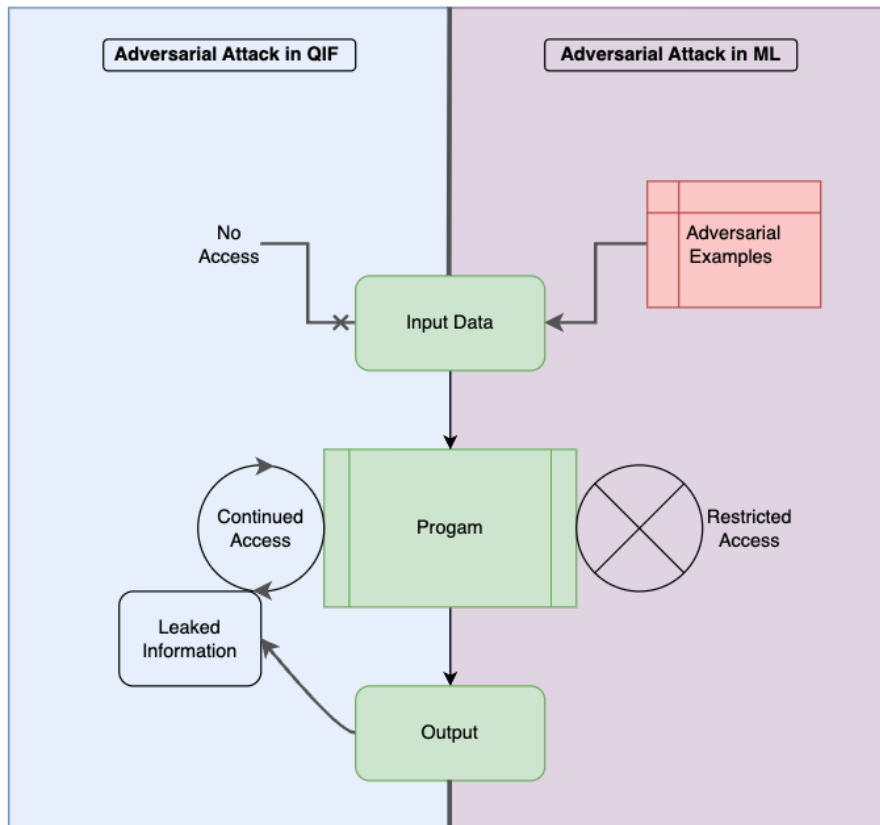 Adversarial Attack in QIF
Adversarial Attack in ML
No
Access
Adversarial
Examples
Input Data
Continued
Access
Progam
Restricted
Access
Leaked
Information
Output